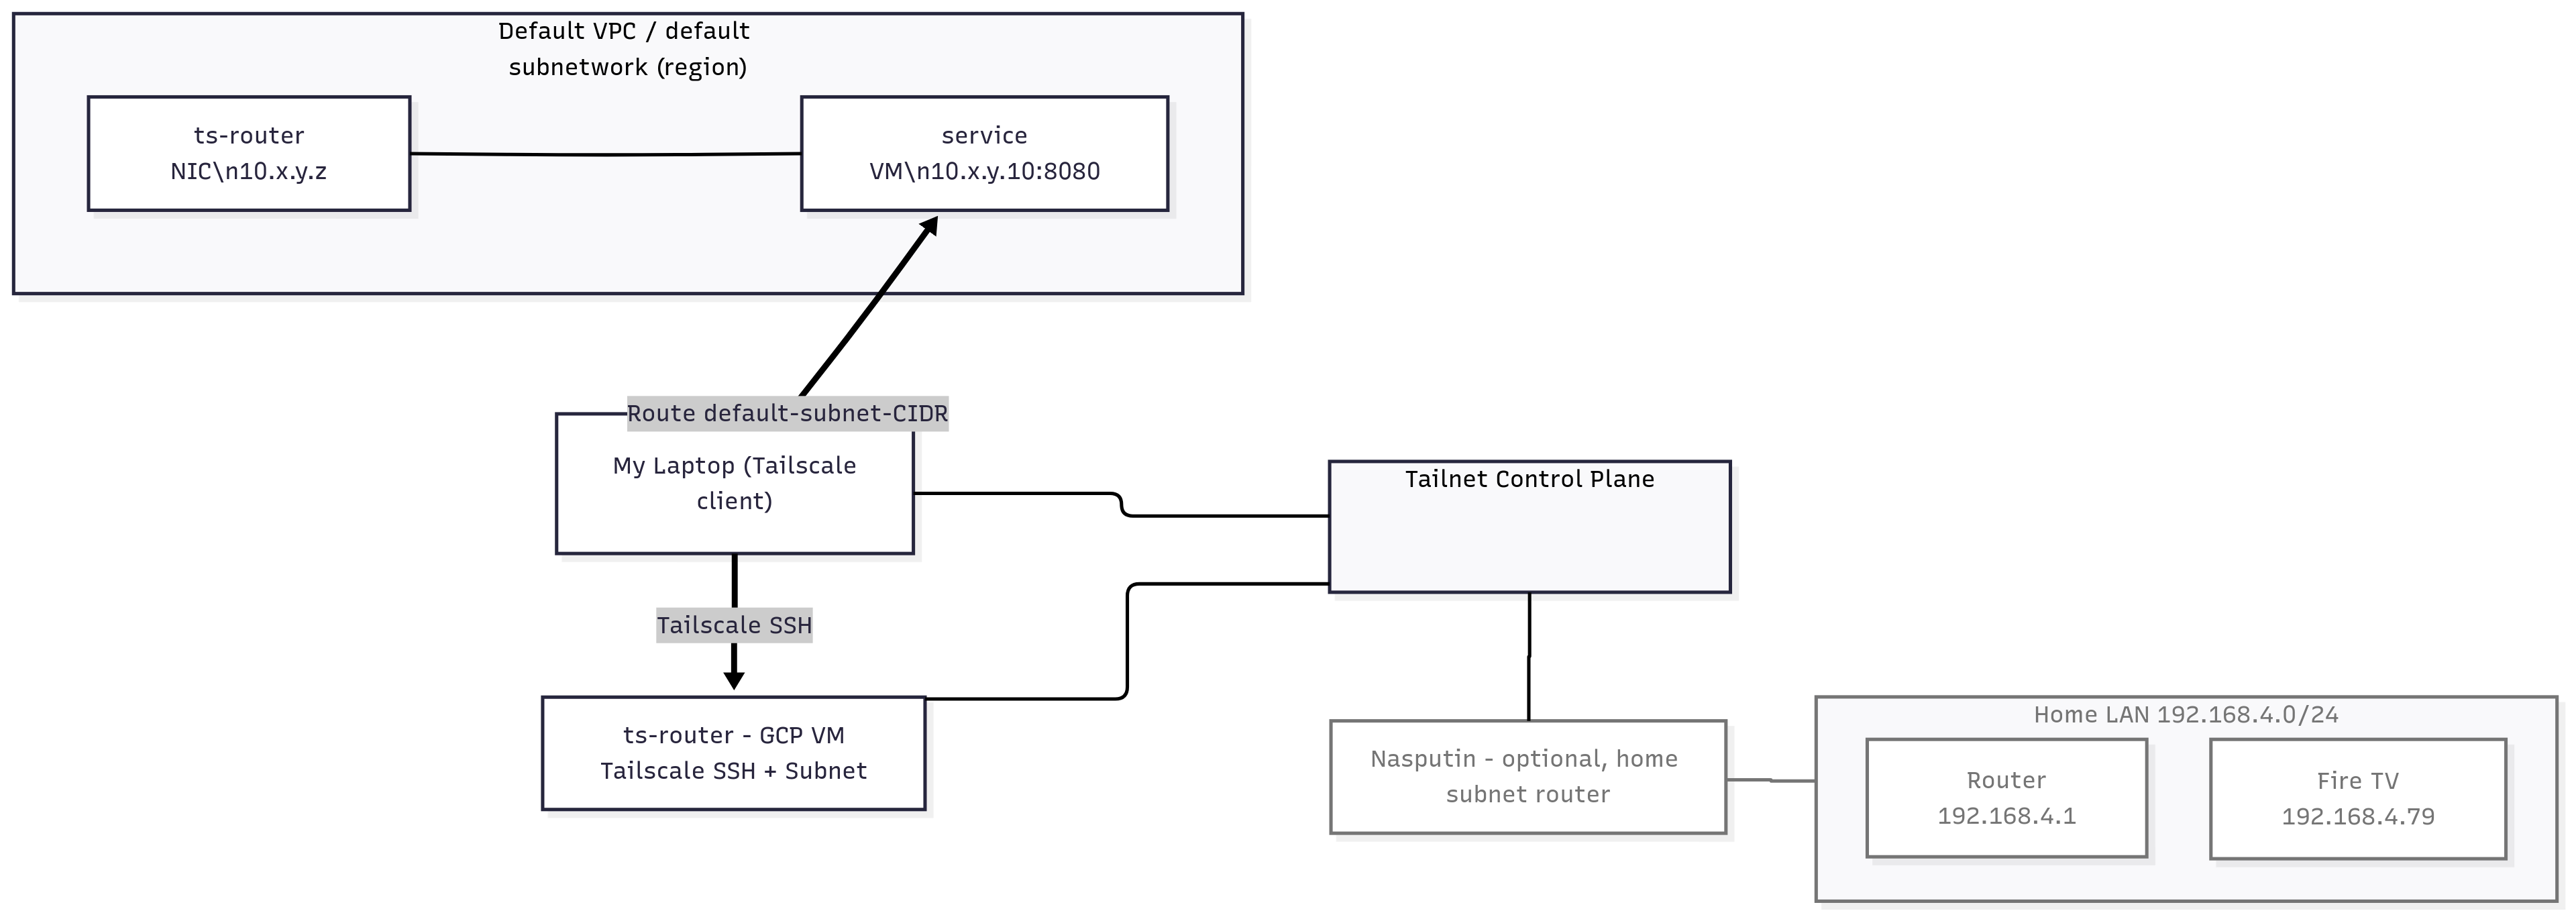 Default VPC / default
subnetwork (region)
ts-router
NIC\n10.x.y.z
service
VM\n10.x.y.10:8080
Route default-subnet-CIDR
My Laptop (Tailscale
client)
Tailnet Control Plane
Tailscale SSH
ts-router - GCP VM
Tailscale SSH + Subnet
Nasputin - optional, home
subnet router
Home LAN 192.168.4.0/24
Router
192.168.4.1
Fire TV
192.168.4.79